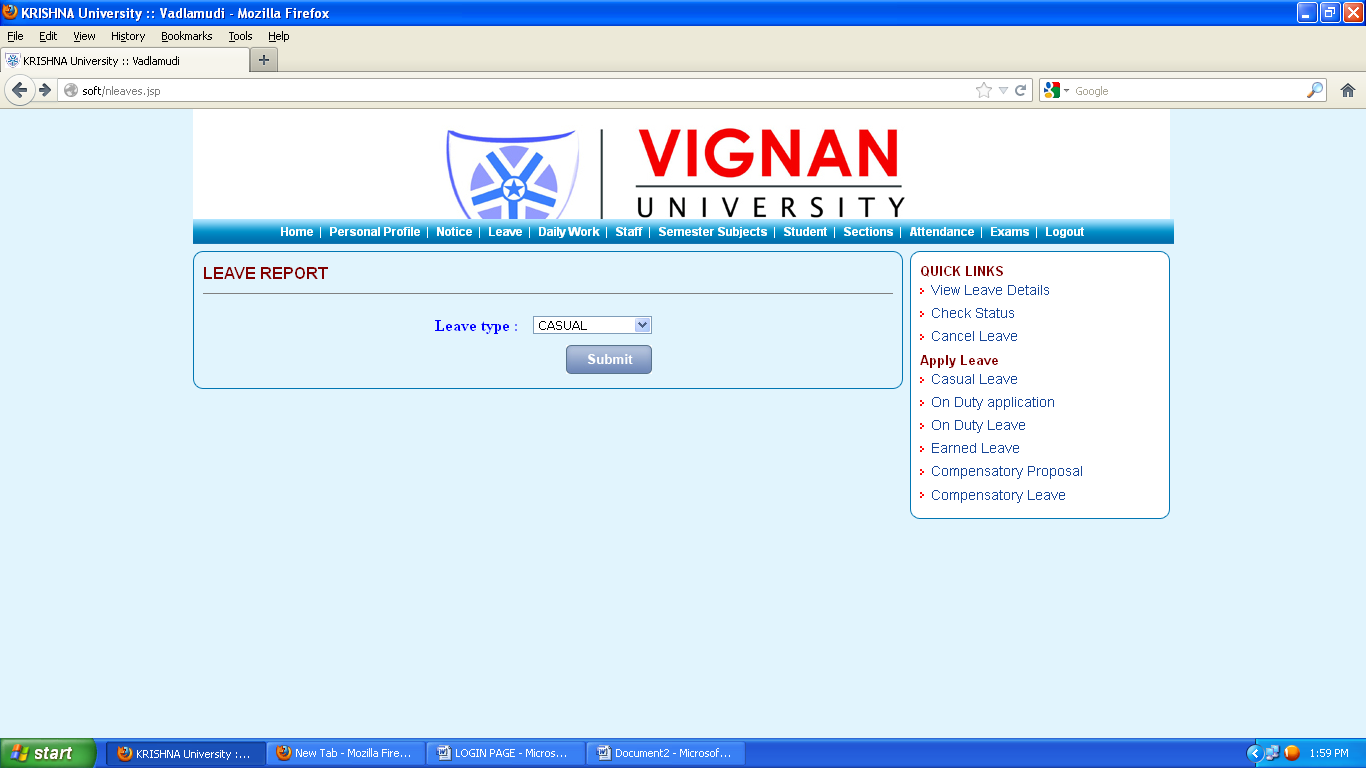 KRISHNA University :: Vadlamudi - Mozilla Firefox
File Edit View History Bookmarks Tools Help
KRISHNA University :: Vadlamudi
soft/nleaves.jsp
Google
VIGNAN
UNIVERSITY
Home | Personal Profile | Notice | Leave | Daily Work | Staff | Semester Subjects | Student | Sections | Attendance | Exams | Logout
LEAVE REPORT
Leave type : CASUAL
Submit
QUICK LINKS
View Leave Details
Check Status
Cancel Leave
Apply Leave
Casual Leave
On Duty application
On Duty Leave
Earned Leave
Compensatory Proposal
Compensatory Leave
start KRISHNA University :... New Tab - Mozilla Fire... LOGIN PAGE - Micros... Document2 - Microsof... 1:59 PM